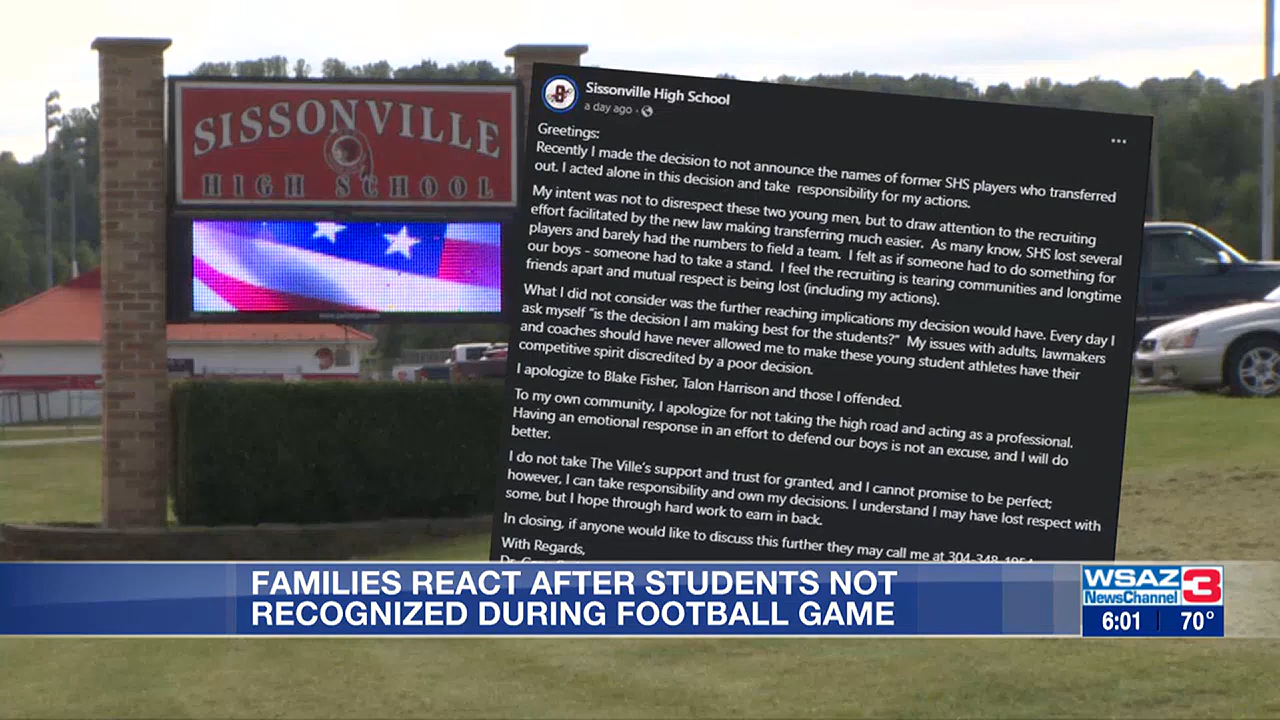 SISSONVILLE
HIGH SCHOOL
Sissonville High School
a day ago ·
Greetings:
Recently I made the decision to not announce the names of former SHS players who transferred
out. I acted alone in this decision and take responsibility for my actions.
My intent was not to disrespect these two young men, but to draw attention to the recruiting
effort facilitated by the new law making transferring much easier. As many know, SHS lost several
players and barely had the numbers to field a team. I felt as if someone had to do something for
our boys - someone had to take a stand. I feel the recruiting is tearing communities and longtime
friends apart and mutual respect is being lost (including my actions).
What I did not consider was the further reaching implications my decision would have. Every day I
ask myself "is the decision I am making best for the students?" My issues with adults, lawmakers
and coaches should have never allowed me to make these young student athletes have their
competitive spirit discredited by a poor decision.
I apologize to Blake Fisher, Talon Harrison and those I offended.
To my own community, I apologize for not taking the high road and acting as a professional.
Having an emotional response in an effort to defend our boys is not an excuse, and I will do
better.
I do not take The Ville's support and trust for granted, and I cannot promise to be perfect;
however, I can take responsibility and own my decisions. I understand I may have lost respect with
some, but I hope through hard work to earn in back.
In closing, if anyone would like to discuss this further they may call me at 304-348-1954
With Regards,
FAMILIES REACT AFTER STUDENTS NOT
RECOGNIZED DURING FOOTBALL GAME
WSAZ 3
NewsChannel
6:01 70°